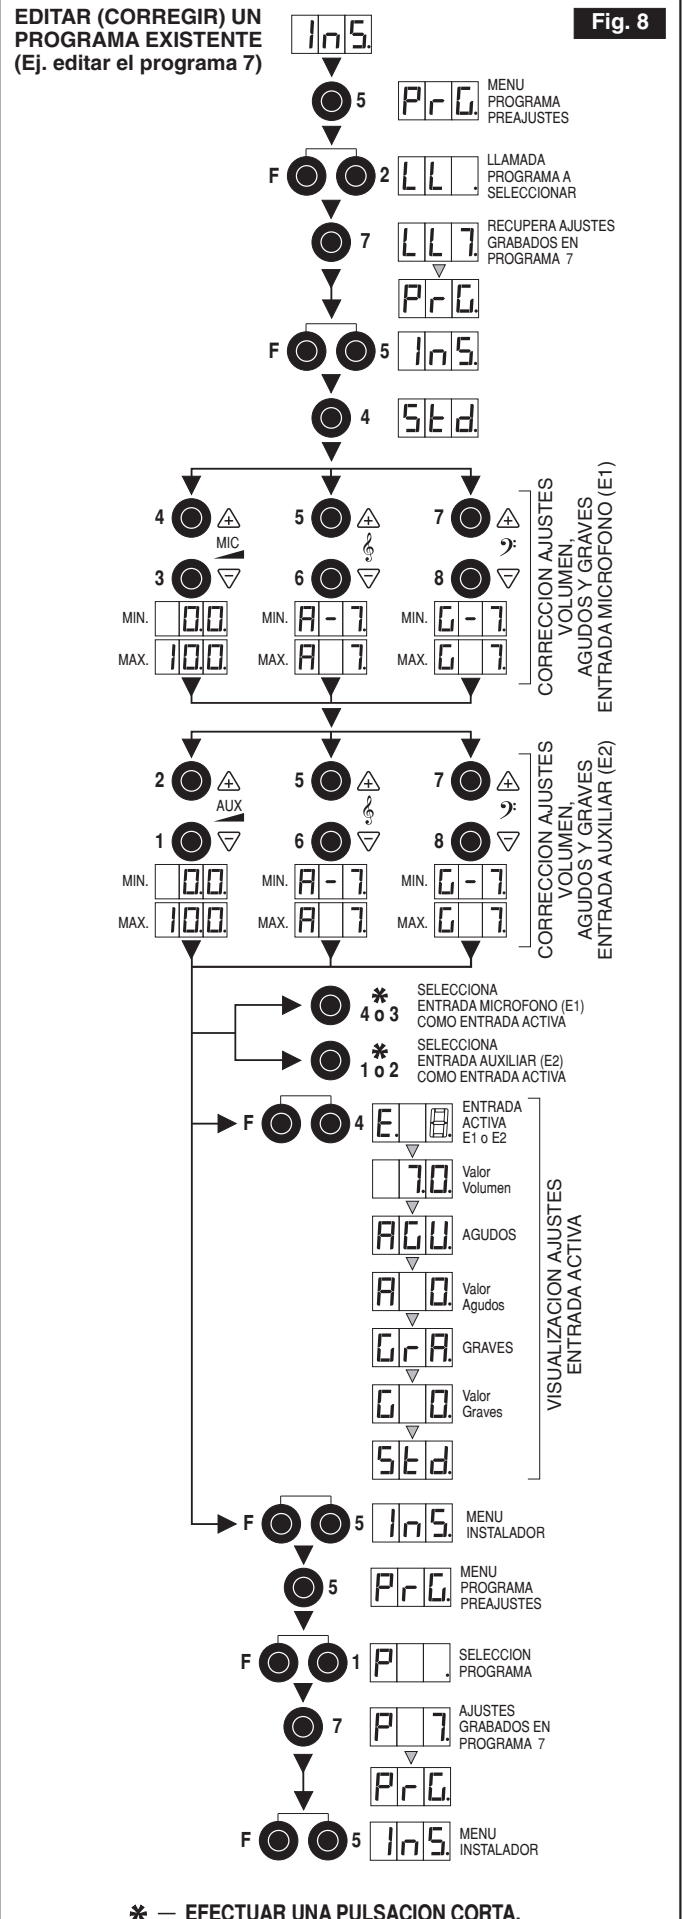 EDITAR (CORREGIR) UN
PROGRAMA EXISTENTE
(Ej. editar el programa 7)
Fig. 8
InS.
5
PrG.
MENU
PROGRAMA
PREAJUSTES
F
2
LL .
LLAMADA
PROGRAMA A
SELECCIONAR
7
LL7.
RECUPERA AJUSTES
GRABADOS EN
PROGRAMA 7
PrG.
F
5
InS.
4
Std.
4
MIC
3
MIN. 0.0.
MAX. 10.0.
5
6
MIN. A-7.
MAX. A 7.
7
8
MIN. G-7.
MAX. G 7.
CORRECCION AJUSTES
VOLUMEN,
AGUDOS Y GRAVES
ENTRADA MICROFONO (E1)
2
AUX
1
MIN. 0.0.
MAX. 10.0.
5
6
MIN. A-7.
MAX. A 7.
7
8
MIN. G-7.
MAX. G 7.
CORRECCION AJUSTES
VOLUMEN,
AGUDOS Y GRAVES
ENTRADA AUXILIAR (E2)
*
4 o 3
SELECCIONA
ENTRADA MICROFONO (E1)
COMO ENTRADA ACTIVA
*
1 o 2
SELECCIONA
ENTRADA AUXILIAR (E2)
COMO ENTRADA ACTIVA
F
4
E. 8.
ENTRADA
ACTIVA
E1 o E2
7.0.
Valor
Volumen
AGU.
AGUDOS
A 0.
Valor
Agudos
GrA.
GRAVES
G 0.
Valor
Graves
Std.
VISUALIZACION AJUSTES
ENTRADA ACTIVA
F
5
InS.
MENU
INSTALADOR
5
PrG.
MENU
PROGRAMA
PREAJUSTES
F
1
P .
SELECCION
PROGRAMA
7
P 7.
AJUSTES
GRABADOS EN
PROGRAMA 7
PrG.
F
5
InS.
MENU
INSTALADOR
* — EFECTUAR UNA PULSACION CORTA.